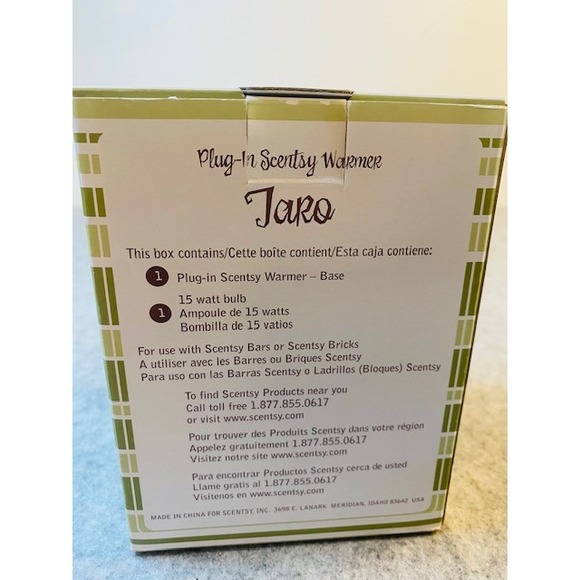 Plug-In Scentsy Warmer
Taro
This box contains/Cette boîte contient/Esta caja contiene:
1 Plug-in Scentsy Warmer – Base
15 watt bulb
1 Ampoule de 15 watts
Bombilla de 15 vatios
For use with Scentsy Bars or Scentsy Bricks
A utiliser avec les Barres ou Briques Scentsy
Para uso con las Barras Scentsy o Ladrillos (Bloques) Scentsy
To find Scentsy Products near you
Call toll free 1.877.855.0617
or visit www.scentsy.com
Pour trouver des Produits Scentsy dans votre région
Appelez gratuitement 1.877.855.0617
Visitez notre site www.scentsy.com
Para encontrar Productos Scentsy cerca de usted
Llame gratis al 1.877.855.0617
Visítenos en www.scentsy.com
MADE IN CHINA FOR SCENTSY, INC. 3698 E. LANARK MERIDIAN, IDAHO 83642 USA